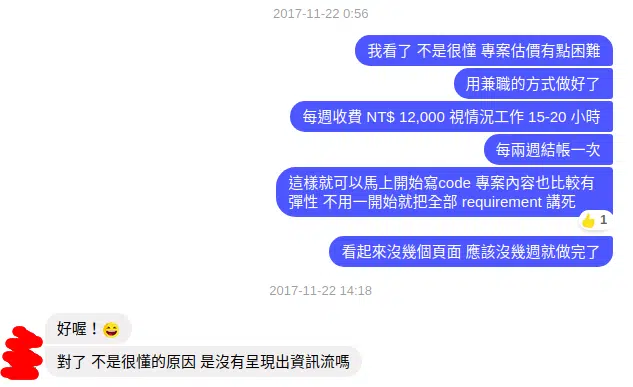 2017-11-22 0:56
我看了 不是很懂 專案估價有點困難
用兼職的方式做好了
每週收費 NT$ 12,000 視情況工作 15-20 小時
每兩週結帳一次
這樣就可以馬上開始寫code 專案內容也比較有
彈性 不用一開始就把全部 requirement 講死
👍 1
看起來沒幾個頁面 應該沒幾週就做完了
2017-11-22 14:18
好喔！😄
對了 不是很懂的原因 是沒有呈現出資訊流嗎